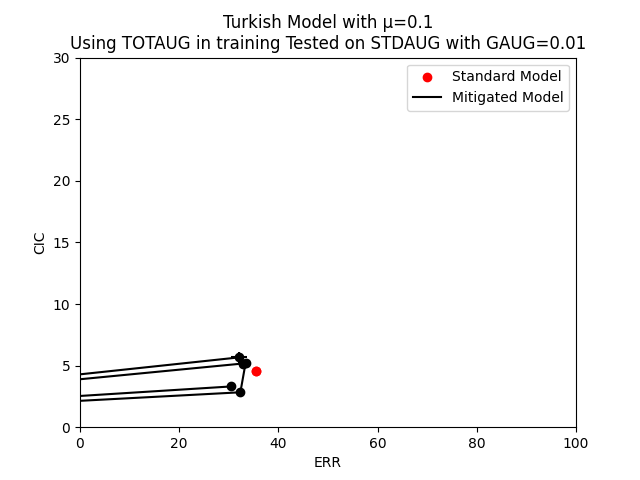 Turkish Model with μ=0.1
Using TOTAUG in training Tested on STDAUG with GAUG=0.01
30
25
20
15
10
5
0
CIC
Standard Model
Mitigated Model
0 20 40 60 80 100
ERR